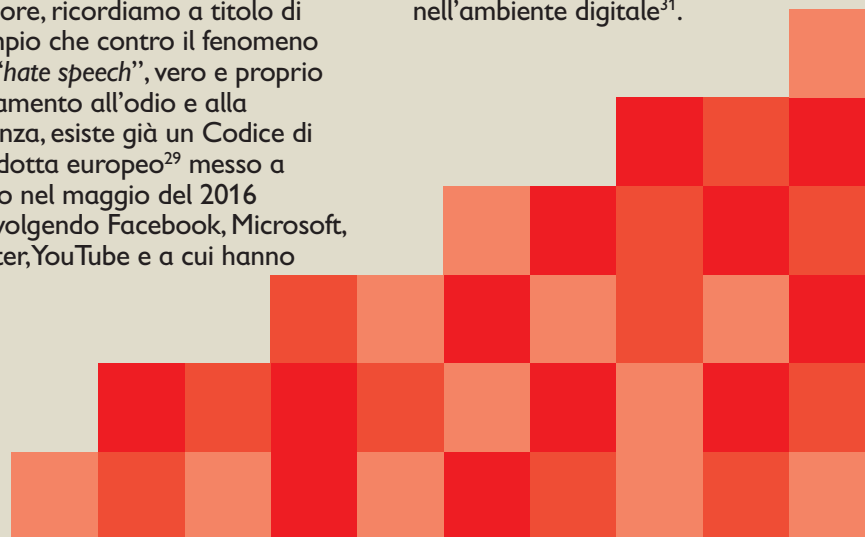 ore, ricordiamo a titolo di
npio che contro il fenomeno
“hate speech”, vero e proprio
amento all’odio e alla
nza, esiste già un Codice di
dotta europeo²⁹ messo a
o nel maggio del 2016
volgendo Facebook, Microsoft,
ter, YouTube e a cui hanno
nell’ambiente digitale³¹.